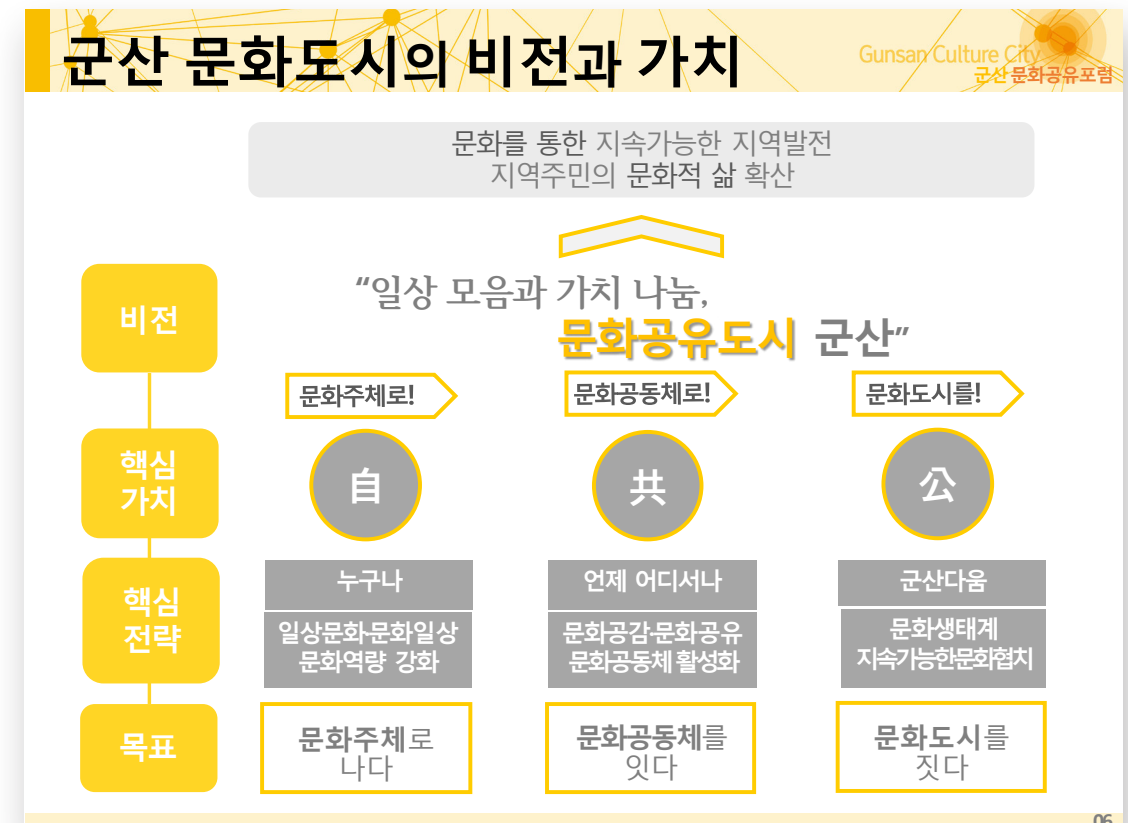 군산 문화도시의 비전과 가치
Gunsan Culture City
군산 문화공유포럼
문화를 통한 지속가능한 지역발전
지역주민의 문화적 삶 확산
비전
“일상 모음과 가치 나눔,
문화공유도시 군산”
문화주체로!
문화공동체로!
문화도시를!
핵심
가치
自
共
公
핵심
전략
누구나
언제 어디서나
군산다움
일상문화·문화일상
문화역량 강화
문화공감·문화공유
문화공동체 활성화
문화생태계
지속가능한문화협치
목표
문화주체로
나다
문화공동체를
잇다
문화도시를
짓다
06